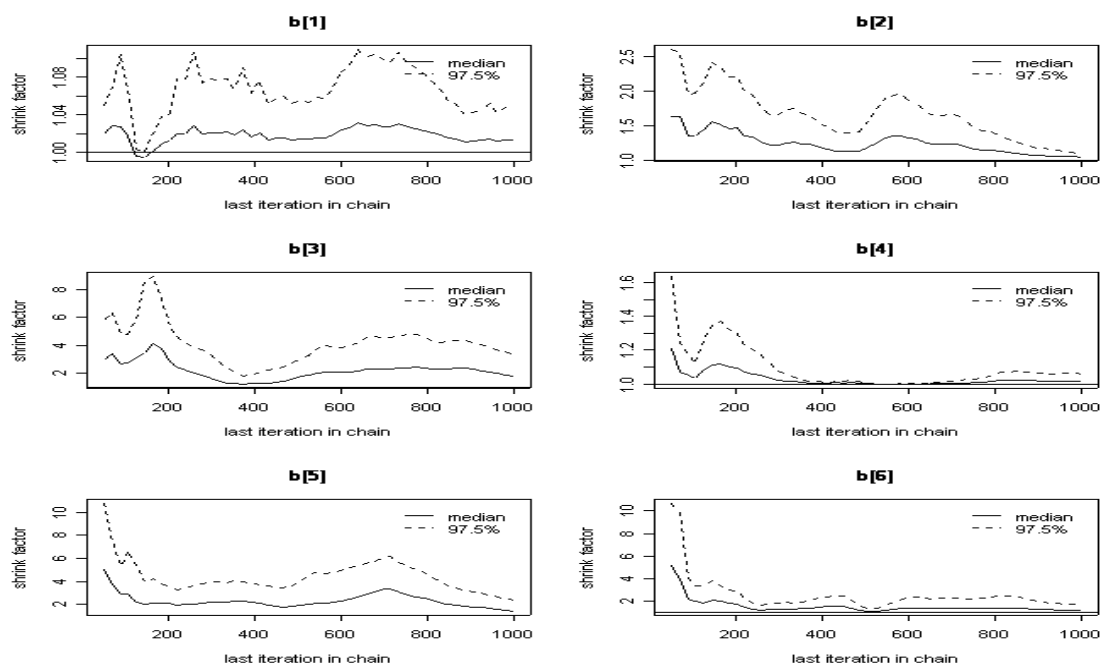 b[1]
shrink factor
1.00 1.04 1.08
median
97.5%
200 400 600 800 1000
last iteration in chain
b[2]
shrink factor
1.0 1.5 2.0 2.5
median
97.5%
200 400 600 800 1000
last iteration in chain
b[3]
shrink factor
2 4 6 8
median
97.5%
200 400 600 800 1000
last iteration in chain
b[4]
shrink factor
1.0 1.2 1.4 1.6
median
97.5%
200 400 600 800 1000
last iteration in chain
b[5]
shrink factor
2 4 6 8 10
median
97.5%
200 400 600 800 1000
last iteration in chain
b[6]
shrink factor
2 4 6 8 10
median
97.5%
200 400 600 800 1000
last iteration in chain